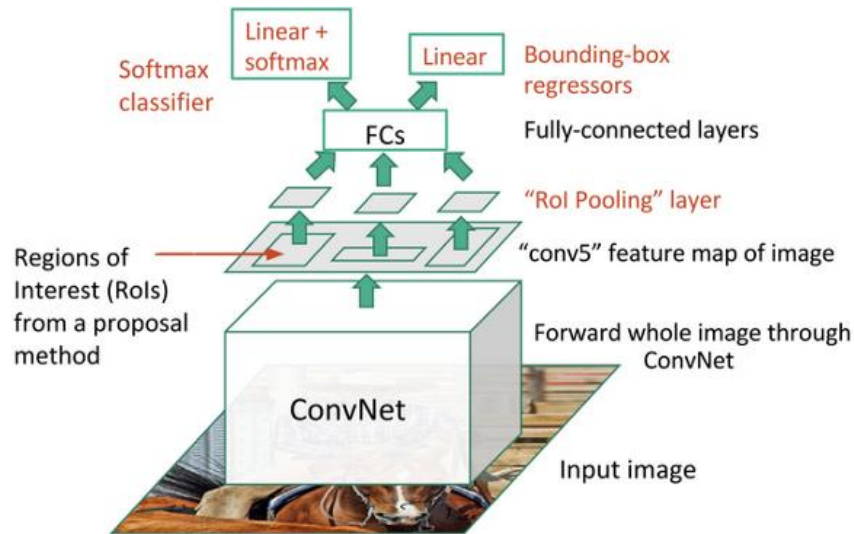 Linear +
softmax
Linear
Softmax
classifier
Bounding-box
regressors
FCs
Fully-connected layers
“RoI Pooling” layer
Regions of
Interest (RoIs)
from a proposal
method
“conv5” feature map of image
Forward whole image through
ConvNet
ConvNet
Input image